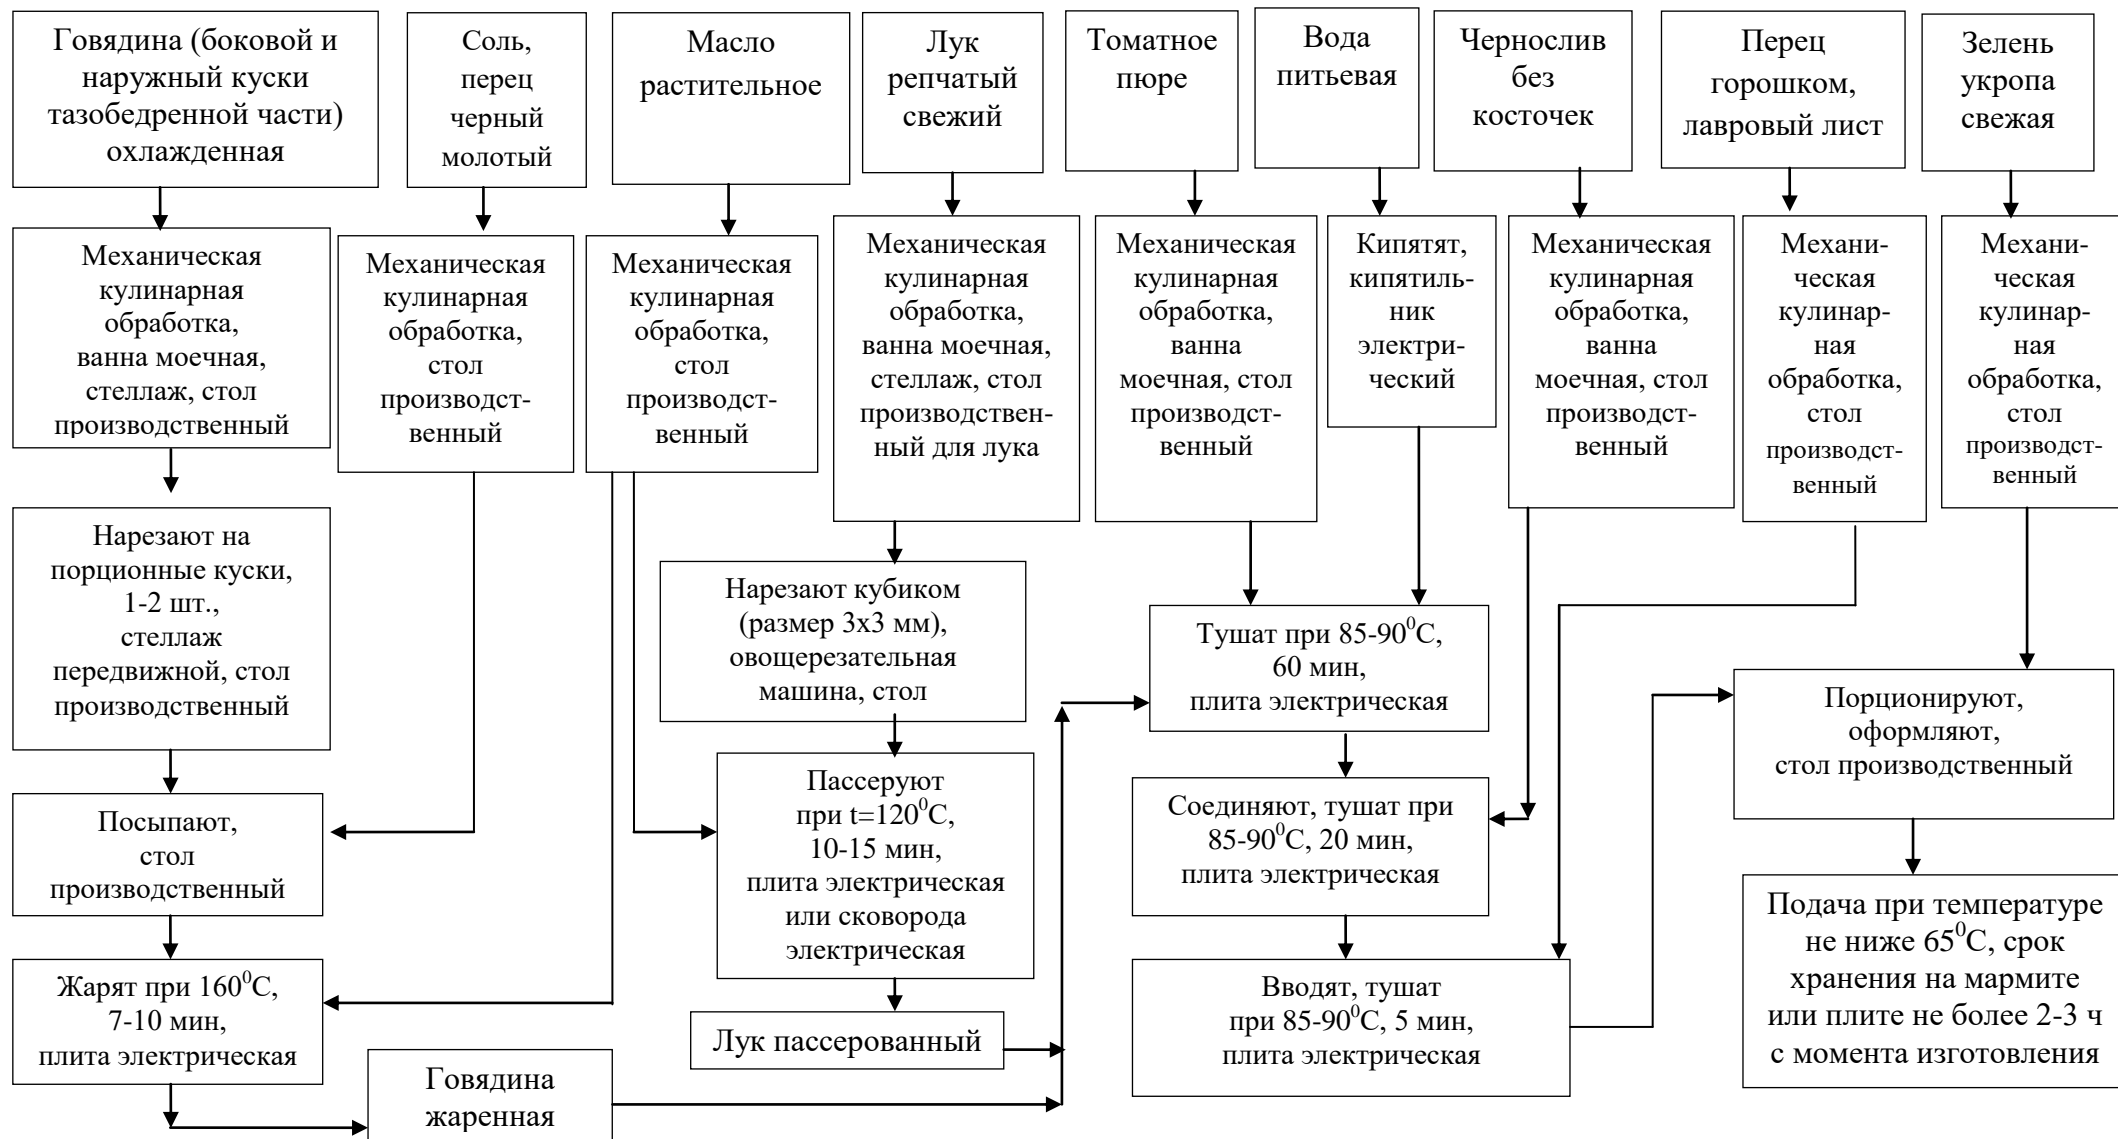 Говядина (боковой и
наружный куски
тазобедренной части)
охлажденная
Соль,
перец
черный
молотый
Масло
растительное
Лук
репчатый
свежий
Томатное
пюре
Вода
питьевая
Чернослив
без
косточек
Перец
горошком,
лавровый лист
Зелень
укропа
свежая
Механическая
кулинарная
обработка,
ванна моечная,
стеллаж, стол
производственный
Механическая
кулинарная
обработка,
стол
производст-
венный
Механическая
кулинарная
обработка,
стол
производст-
венный
Механическая
кулинарная
обработка,
ванна моечная,
стеллаж, стол
производствен-
ный для лука
Механическая
кулинарная
обработка,
ванна
моечная, стол
производст-
венный
Кипятят,
кипятиль-
ник
электри-
ческий
Механическая
кулинарная
обработка,
ванна
моечная, стол
производст-
венный
Механи-
ческая
кулинар-
ная
обработка,
стол
производст-
венный
Механи-
ческая
кулинар-
ная
обработка,
стол
производст-
венный
Нарезают на
порционные куски,
1-2 шт.,
стеллаж
передвижной, стол
производственный
Нарезают кубиком
(размер 3х3 мм),
овощерезательная
машина, стол
Тушат при 85-90⁰С,
60 мин,
плита электрическая
Порционируют,
оформляют,
стол производственный
Посыпают,
стол
производственный
Пассеруют
при t=120⁰С,
10-15 мин,
плита электрическая
или сковорода
электрическая
Соединяют, тушат при
85-90⁰С, 20 мин,
плита электрическая
Подача при температуре
не ниже 65⁰С, срок
хранения на мармите
или плите не более 2-3 ч
с момента изготовления
Жарят при 160⁰С,
7-10 мин,
плита электрическая
Лук пассерованный
Вводят, тушат
при 85-90⁰С, 5 мин,
плита электрическая
Говядина
жаренная